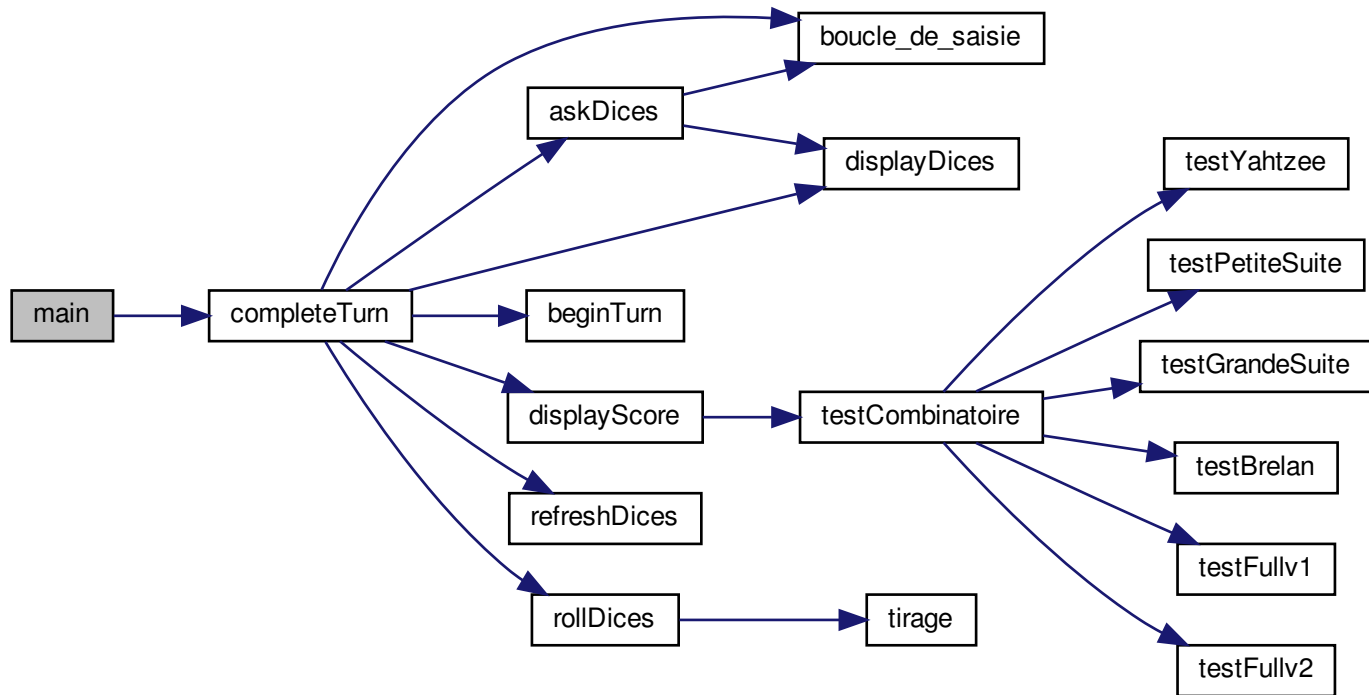 boucle_de_saisie
askDices
displayDices
testYahtzee
testPetiteSuite
main
completeTurn
beginTurn
testGrandeSuite
displayScore
testCombinatoire
testBrelan
refreshDices
testFullv1
rollDices
tirage
testFullv2